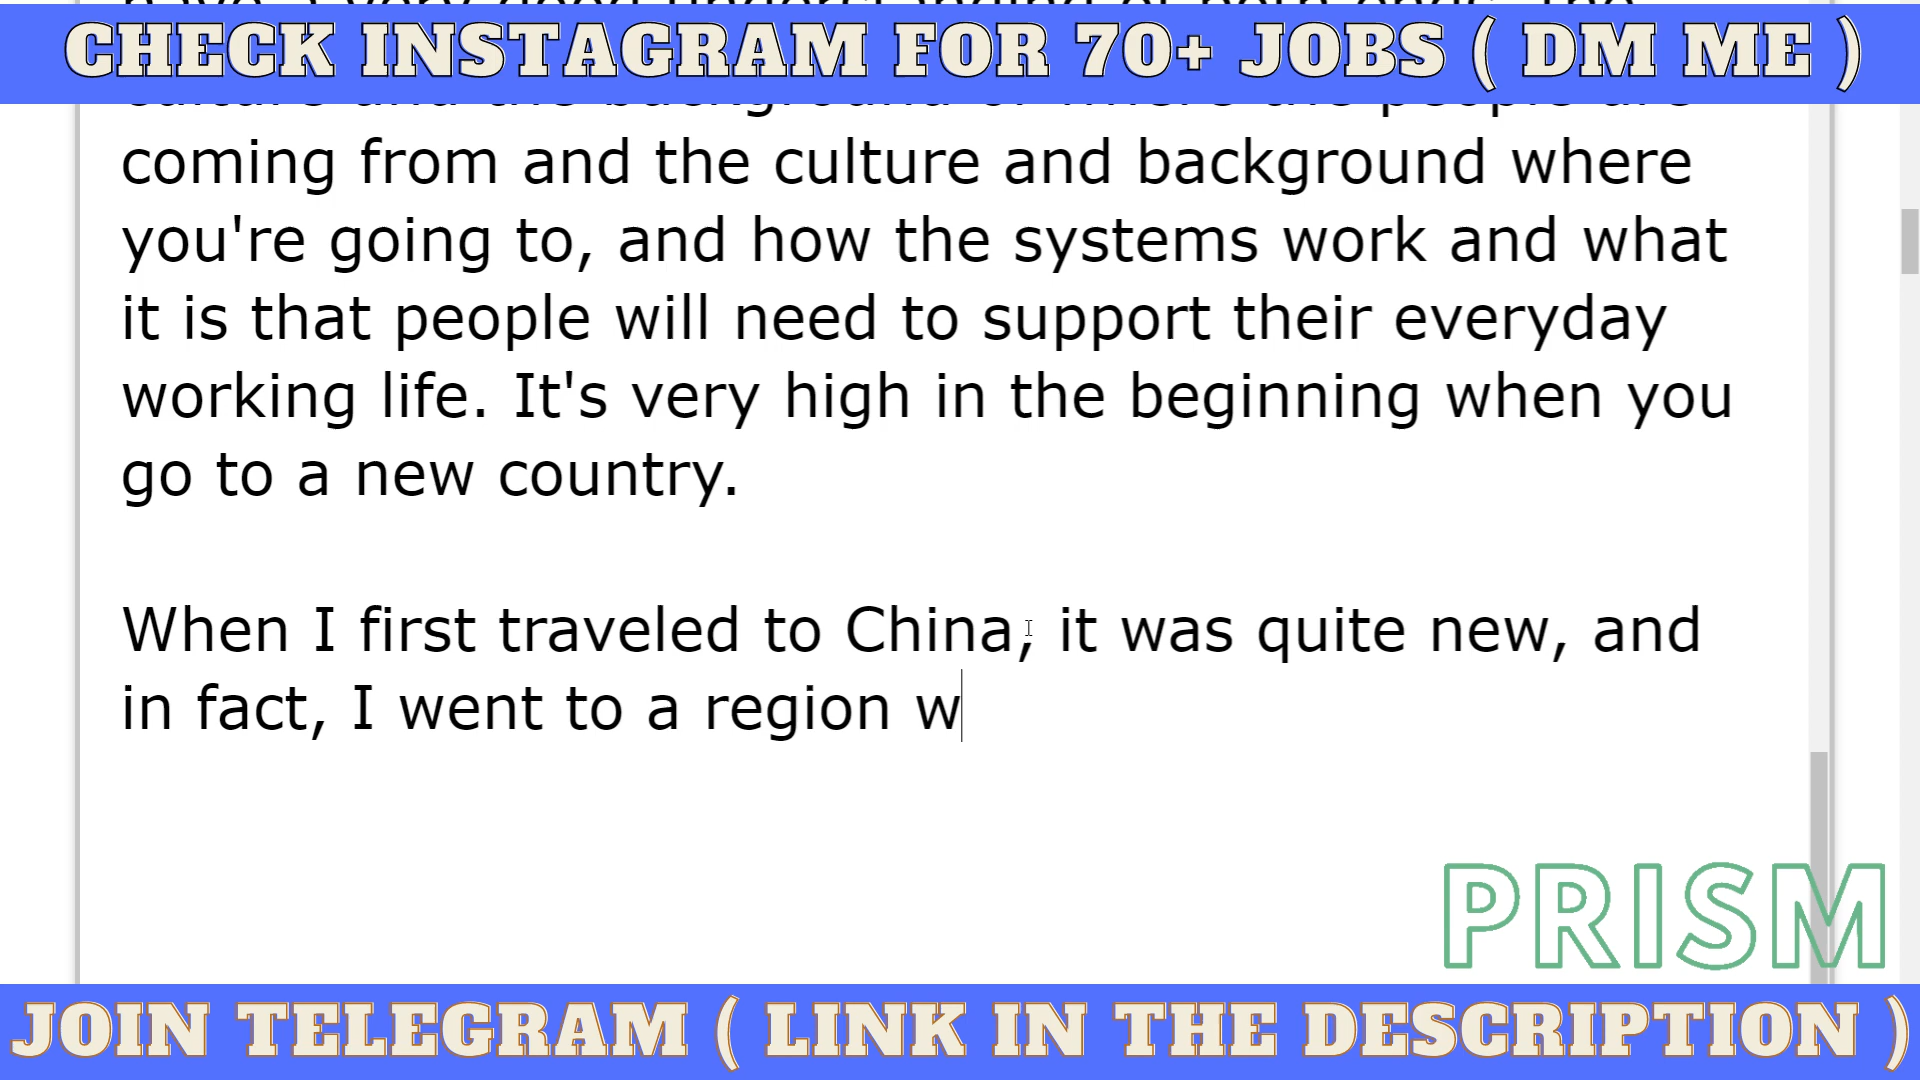 CHECK INSTAGRAM FOR 70+ JOBS ( DM ME )
coming from and the culture and background where
you're going to, and how the systems work and what
it is that people will need to support their everyday
working life. It's very high in the beginning when you
go to a new country.
When I first traveled to China, it was quite new, and
in fact, I went to a region w
PRISM
JOIN TELEGRAM ( LINK IN THE DESCRIPTION )